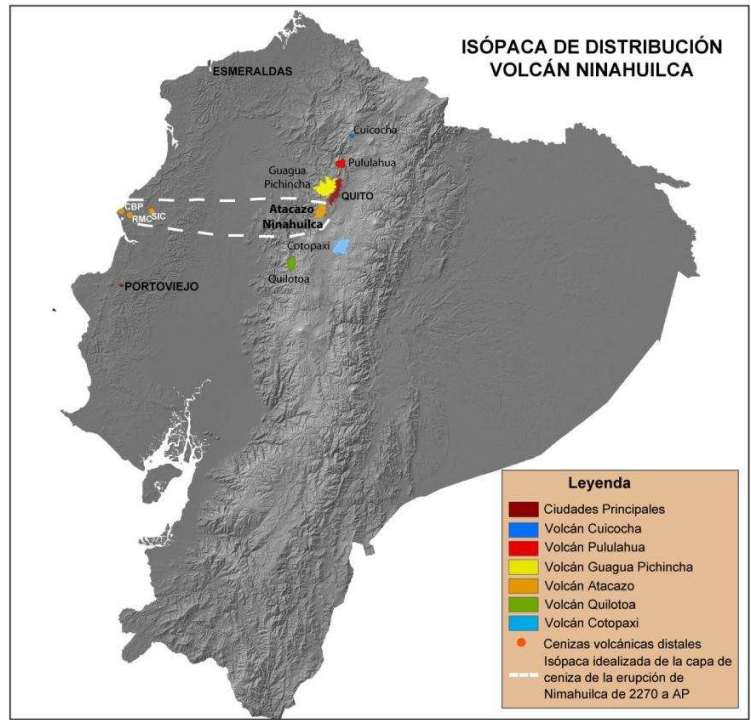 ISÓPACA DE DISTRIBUCIÓN
VOLCÁN NINAHUILCA
ESMERALDAS
Cuicocha
Pululahua
Guagua
Pichincha
QUITO
CBP
RMC
SIC
Atacazo
Ninahuilca
Cotopaxi
Quilotoa
PORTOVIEJO
Leyenda
Ciudades Principales
Volcán Cuicocha
Volcán Pululahua
Volcán Guagua Pichincha
Volcán Atacazo
Volcán Quilotoa
Volcán Cotopaxi
Cenizas volcánicas distales
Isópaca idealizada de la capa de
ceniza de la erupción de
Nimahuilca de 2270 a AP